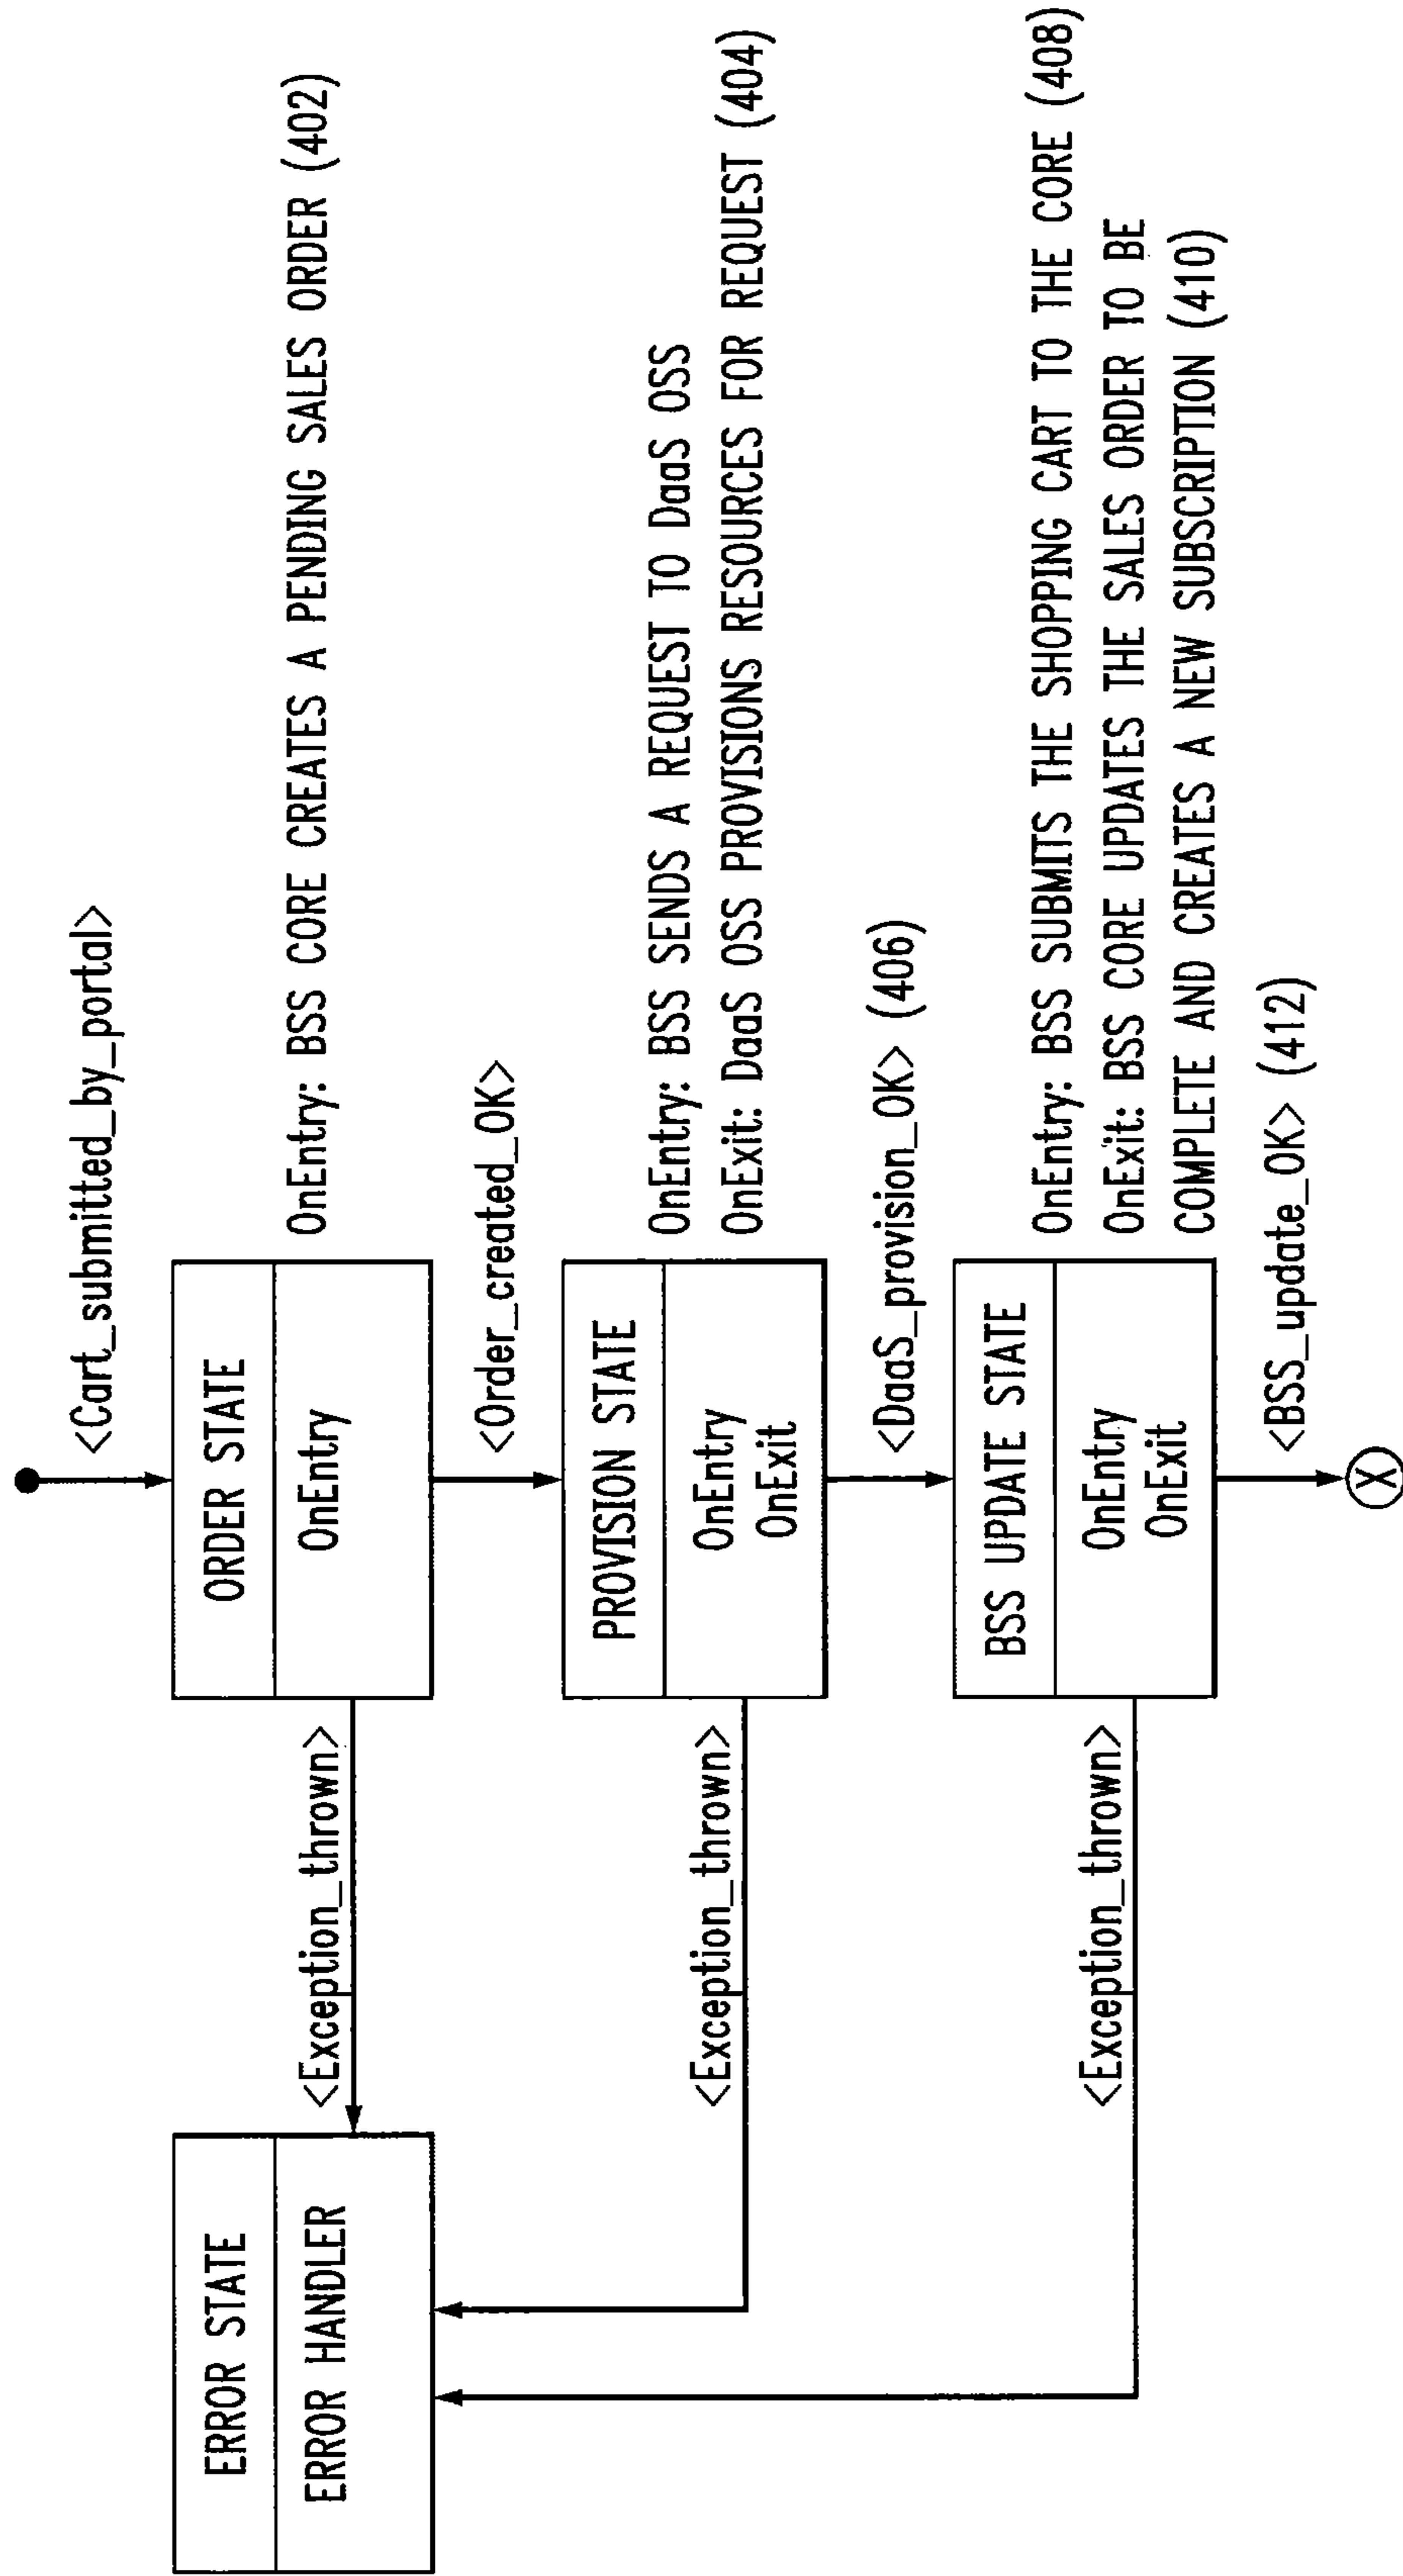 <Cart_submitted_by_portal>
ORDER STATE
OnEntry
OnEntry: BSS CORE CREATES A PENDING SALES ORDER (402)
<Exception_thrown>
ERROR STATE
ERROR HANDLER
<Order_created_OK>
PROVISION STATE
OnEntry
OnExit
OnEntry: BSS SENDS A REQUEST TO DaaS OSS
OnExit: DaaS OSS PROVISIONS RESOURCES FOR REQUEST (404)
<Exception_thrown>
<DaaS_provision_OK> (406)
BSS UPDATE STATE
OnEntry
OnExit
OnEntry: BSS SUBMITS THE SHOPPING CART TO THE CORE (408)
OnExit: BSS CORE UPDATES THE SALES ORDER TO BE
COMPLETE AND CREATES A NEW SUBSCRIPTION (410)
<Exception_thrown>
<BSS_update_OK> (412)
X